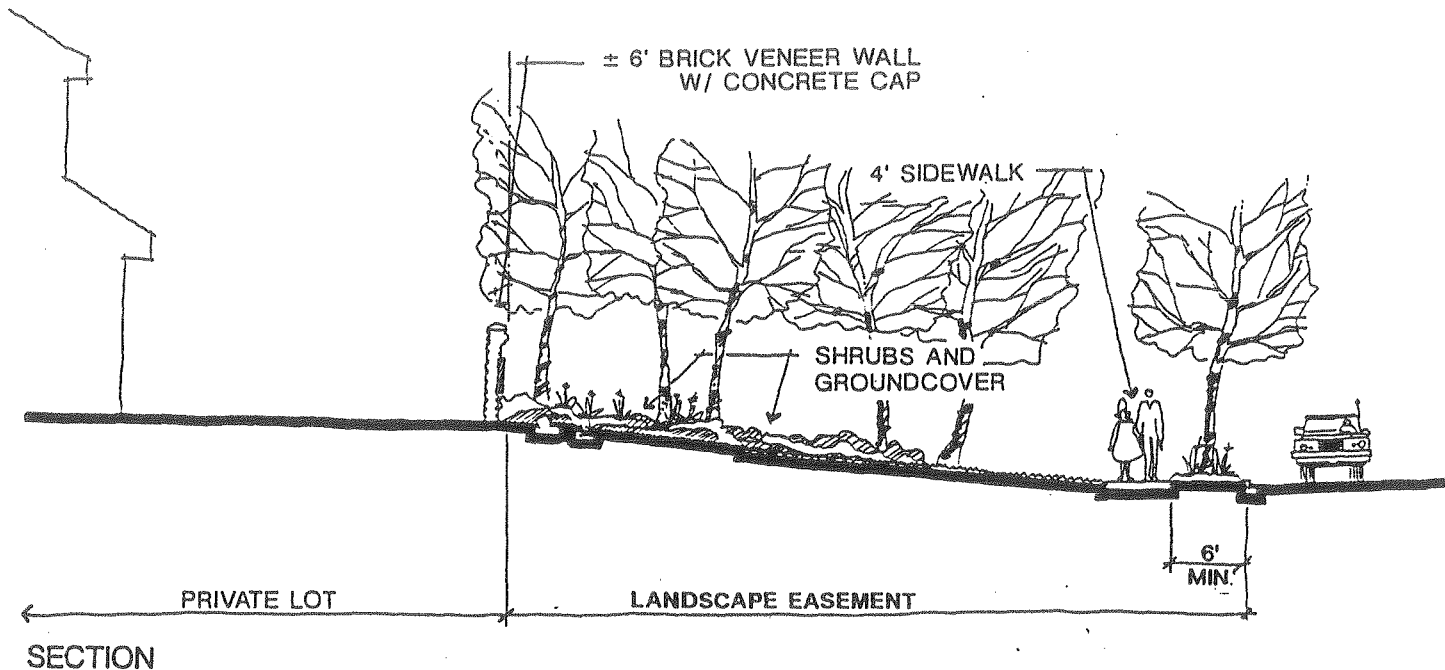 ± 6' BRICK VENEER WALL
W/ CONCRETE CAP
4' SIDEWALK
SHRUBS AND
GROUNDCOVER
6'
MIN.
PRIVATE LOT
LANDSCAPE EASEMENT
SECTION